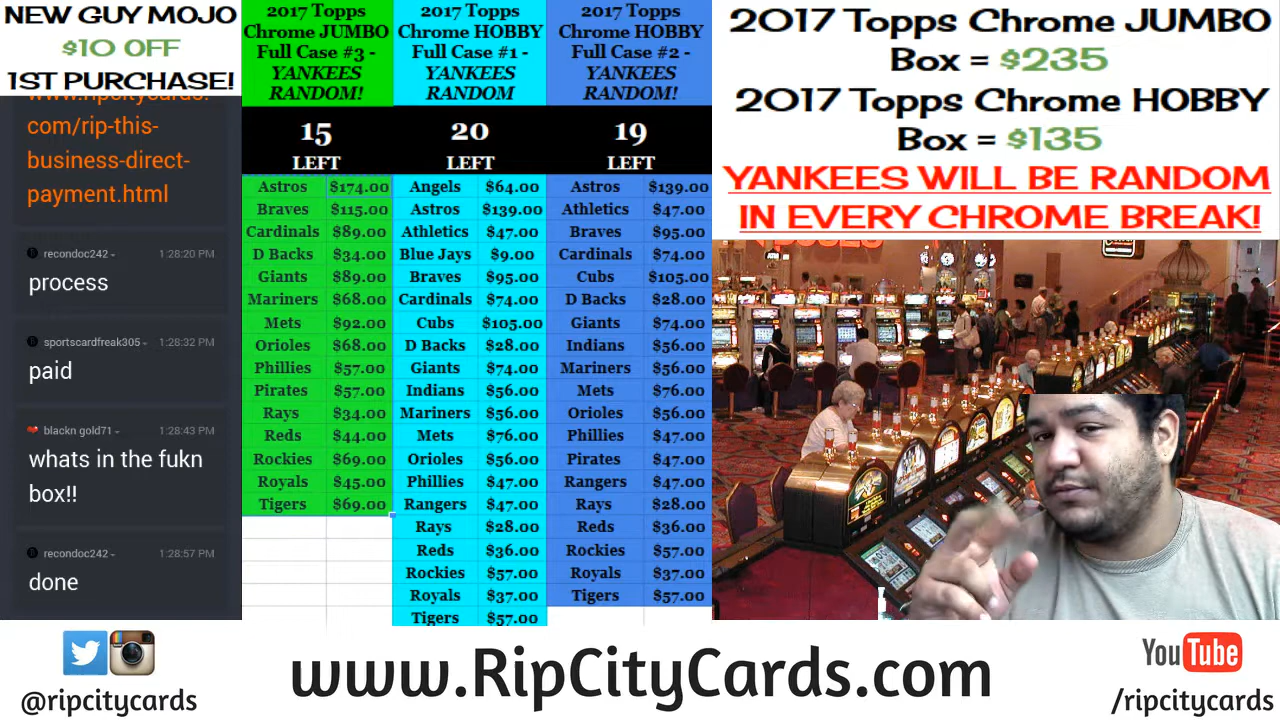 NEW GUY MOJO
$10 OFF
1ST PURCHASE!
www.ripcitycards.
com/rip-this-
business-direct-
payment.html
recondoc242 1:28:20 PM
process
sportscardfreak305 1:28:32 PM
paid
blackn gold71 1:28:43 PM
whats in the fukn
box!!
recondoc242 1:28:57 PM
done
2017 Topps
Chrome JUMBO
Full Case #3 -
YANKEES
RANDOM!
15
LEFT
Astros $174.00
Braves $115.00
Cardinals $89.00
D Backs $34.00
Giants $89.00
Mariners $68.00
Mets $92.00
Orioles $68.00
Phillies $57.00
Pirates $57.00
Rays $34.00
Reds $44.00
Rockies $69.00
Royals $45.00
Tigers $69.00
2017 Topps
Chrome HOBBY
Full Case #1 -
YANKEES
RANDOM
20
LEFT
Angels $64.00
Astros $139.00
Athletics $47.00
Blue Jays $9.00
Braves $95.00
Cardinals $74.00
Cubs $105.00
D Backs $28.00
Giants $74.00
Indians $56.00
Mariners $56.00
Mets $76.00
Orioles $56.00
Phillies $47.00
Rangers $47.00
Rays $28.00
Reds $36.00
Rockies $57.00
Royals $37.00
Tigers $57.00
2017 Topps
Chrome HOBBY
Full Case #2 -
YANKEES
RANDOM!
19
LEFT
Astros $139.00
Athletics $47.00
Braves $95.00
Cardinals $74.00
Cubs $105.00
D Backs $28.00
Giants $74.00
Indians $56.00
Mariners $56.00
Mets $76.00
Orioles $56.00
Phillies $47.00
Pirates $47.00
Rangers $47.00
Rays $28.00
Reds $36.00
Rockies $57.00
Royals $37.00
Tigers $57.00
2017 Topps Chrome JUMBO
Box = $235
2017 Topps Chrome HOBBY
Box = $135
YANKEES WILL BE RANDOM
IN EVERY CHROME BREAK!
@ripcitycards
www.RipCityCards.com
YouTube
/ripcitycards